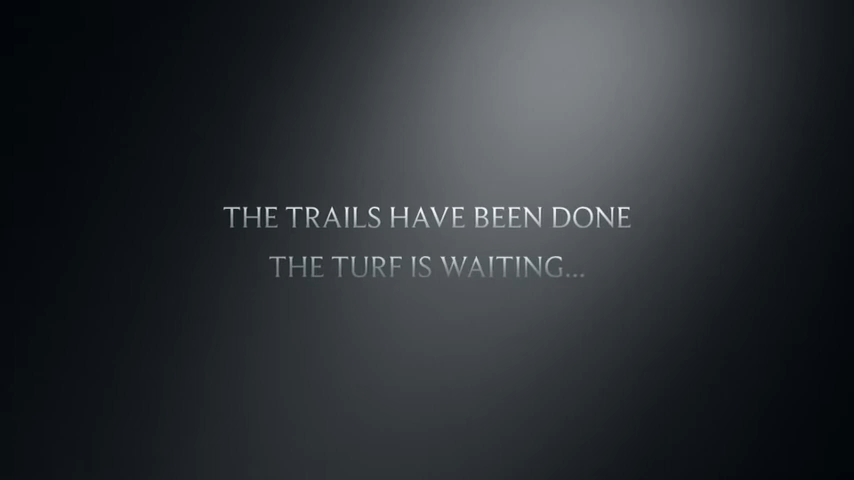 THE TRAILS HAVE BEEN DONE
THE TURF IS WAITING...